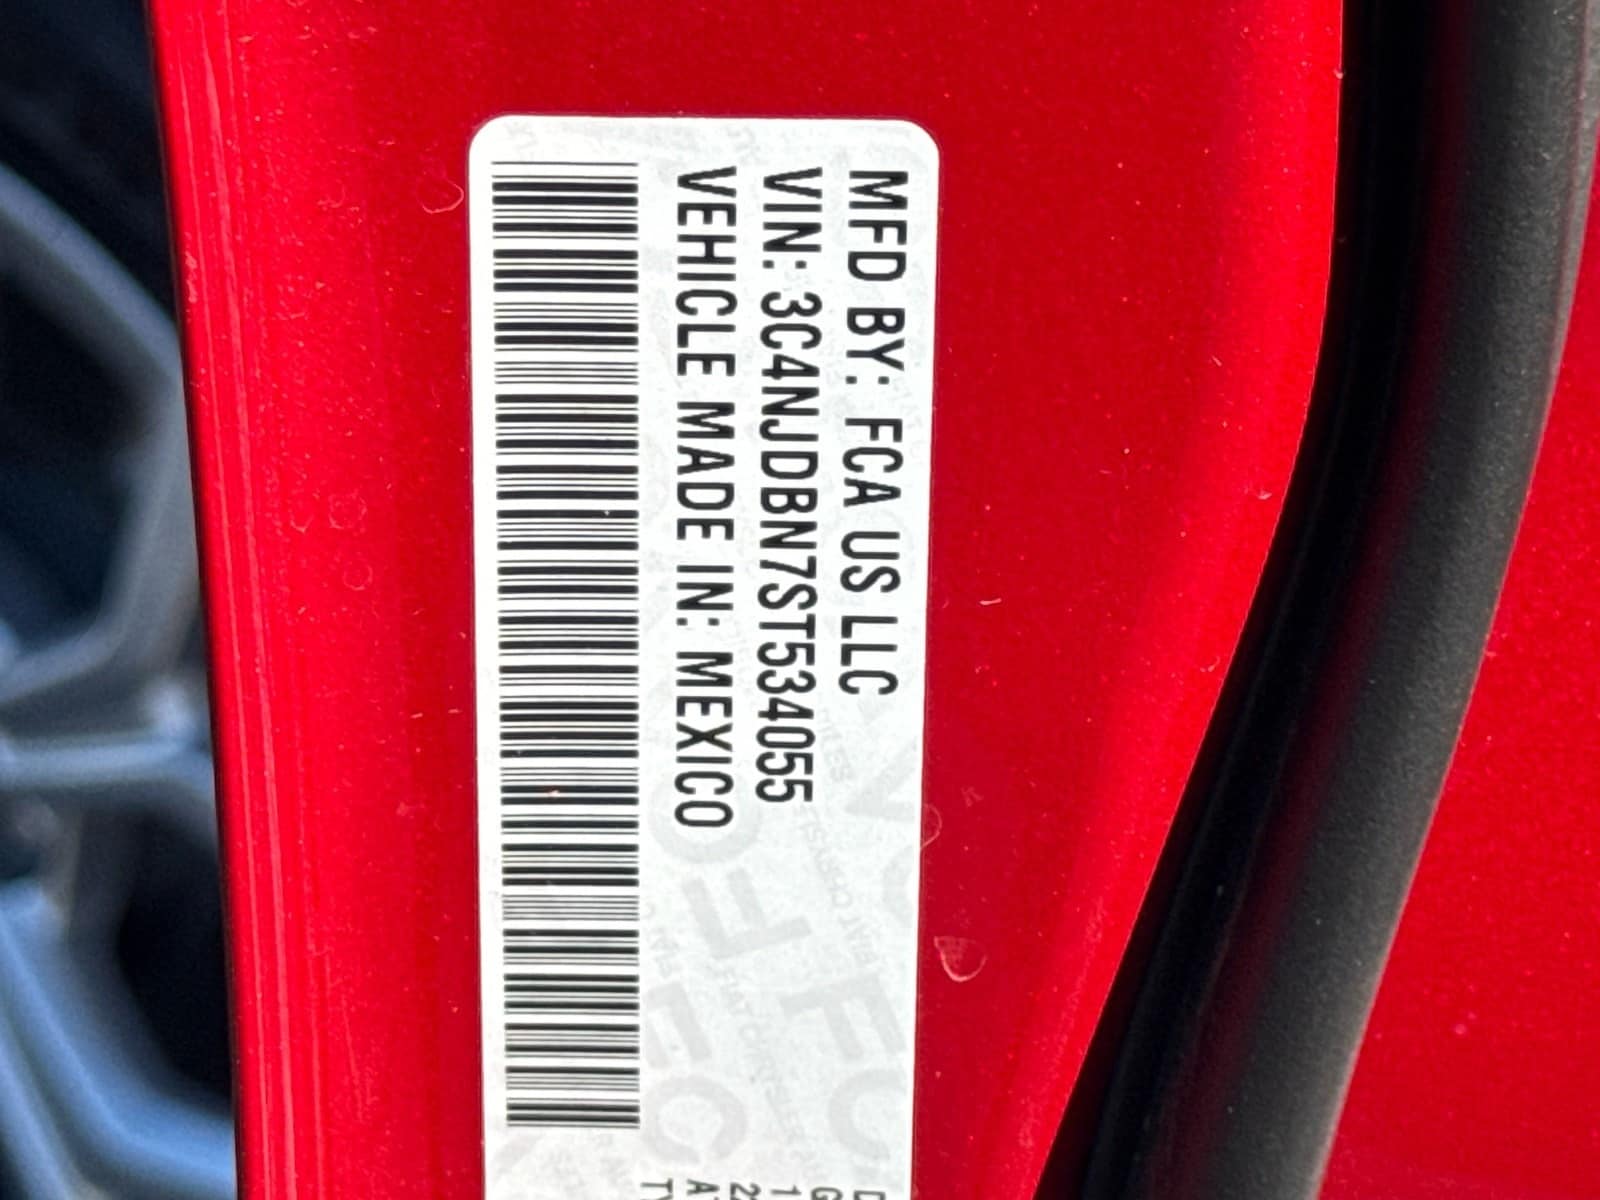 MFD BY: FCA US LLC
VIN: 3C4NJDBN7ST534055
VEHICLE MADE IN: MEXICO